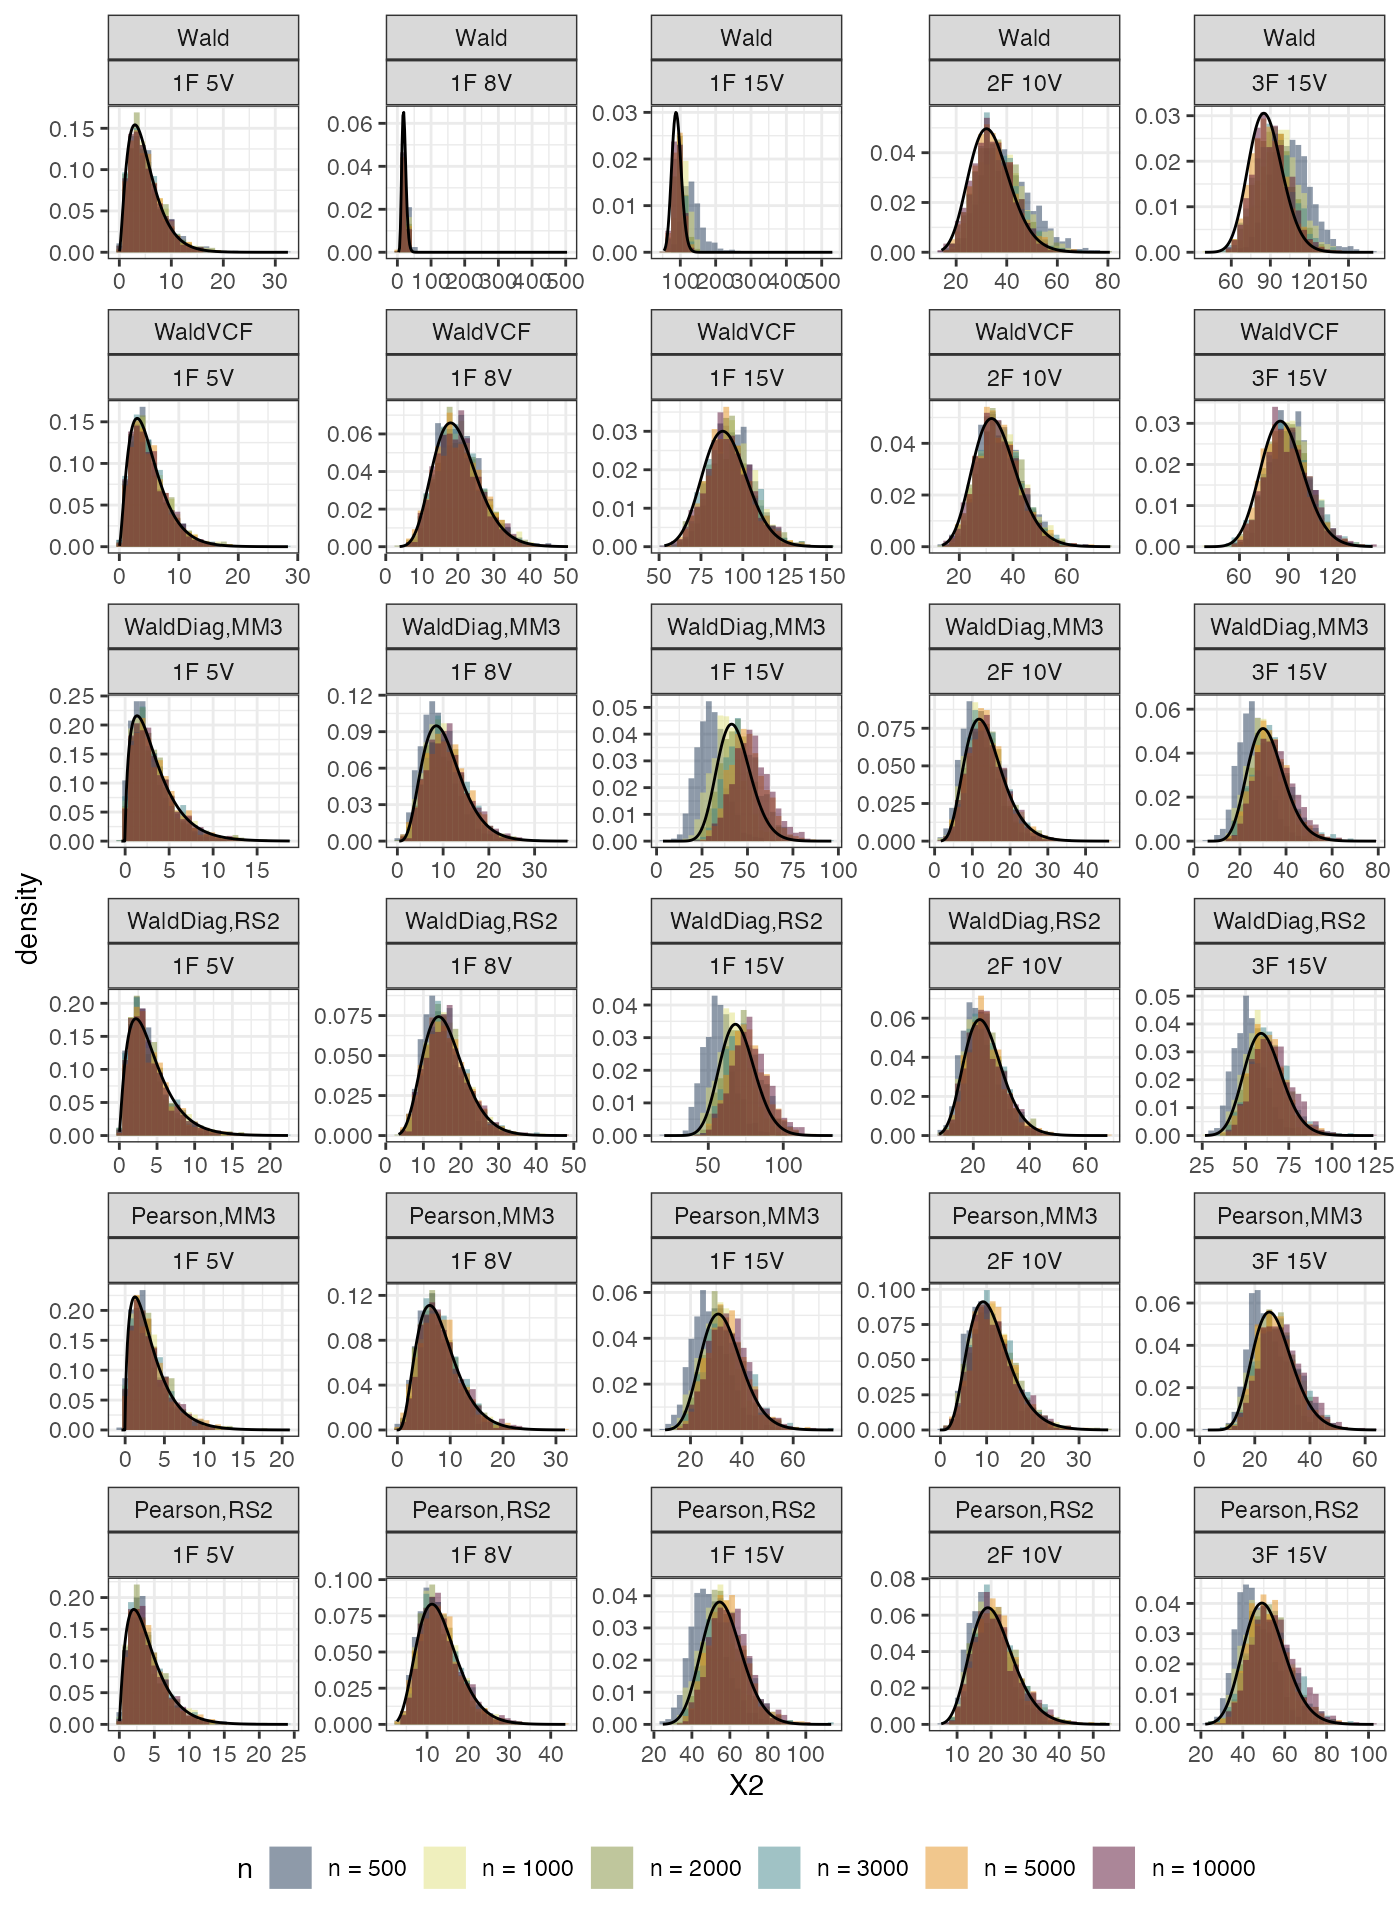 Wald Wald Wald Wald Wald
1F 5V 1F 8V 1F 15V 2F 10V 3F 15V
0.15 0.10 0.05 0.00
0 10 20 30
0.06 0.04 0.02 0.00
0 100 200 300 400 500
0.03 0.02 0.01 0.00
100 200 300 400 500
0.04 0.02 0.00
20 40 60 80
0.03 0.02 0.01 0.00
60 90 120 150
WaldVCF WaldVCF WaldVCF WaldVCF WaldVCF
1F 5V 1F 8V 1F 15V 2F 10V 3F 15V
0.15 0.10 0.05 0.00
0 10 20 30
0.06 0.04 0.02 0.00
0 10 20 30 40 50
0.03 0.02 0.01 0.00
50 75 100 125 150
0.04 0.02 0.00
20 40 60
0.03 0.02 0.01 0.00
60 90 120
WaldDiag,MM3 WaldDiag,MM3 WaldDiag,MM3 WaldDiag,MM3 WaldDiag,MM3
1F 5V 1F 8V 1F 15V 2F 10V 3F 15V
0.25 0.20 0.15 0.10 0.05 0.00
0 5 10 15
0.12 0.09 0.06 0.03 0.00
0 10 20 30
0.05 0.04 0.03 0.02 0.01 0.00
0 25 50 75 100
0.075 0.050 0.025 0.000
0 10 20 30 40
0.06 0.04 0.02 0.00
0 20 40 60 80
density
WaldDiag,RS2 WaldDiag,RS2 WaldDiag,RS2 WaldDiag,RS2 WaldDiag,RS2
1F 5V 1F 8V 1F 15V 2F 10V 3F 15V
0.20 0.15 0.10 0.05 0.00
0 5 10 15 20
0.075 0.050 0.025 0.000
0 10 20 30 40 50
0.04 0.03 0.02 0.01 0.00
50 100
0.06 0.04 0.02 0.00
20 40 60
0.05 0.04 0.03 0.02 0.01 0.00
25 50 75 100 125
Pearson,MM3 Pearson,MM3 Pearson,MM3 Pearson,MM3 Pearson,MM3
1F 5V 1F 8V 1F 15V 2F 10V 3F 15V
0.20 0.15 0.10 0.05 0.00
0 5 10 15 20
0.12 0.08 0.04 0.00
0 10 20 30
0.06 0.04 0.02 0.00
20 40 60
0.100 0.075 0.050 0.025 0.000
0 10 20 30
0.06 0.04 0.02 0.00
0 20 40 60
Pearson,RS2 Pearson,RS2 Pearson,RS2 Pearson,RS2 Pearson,RS2
1F 5V 1F 8V 1F 15V 2F 10V 3F 15V
0.20 0.15 0.10 0.05 0.00
0 5 10 15 20 25
0.100 0.075 0.050 0.025 0.000
10 20 30 40
0.04 0.03 0.02 0.01 0.00
20 40 60 80 100
0.08 0.06 0.04 0.02 0.00
10 20 30 40 50
0.04 0.03 0.02 0.01 0.00
20 40 60 80 100
X2
n n = 500 n = 1000 n = 2000 n = 3000 n = 5000 n = 10000